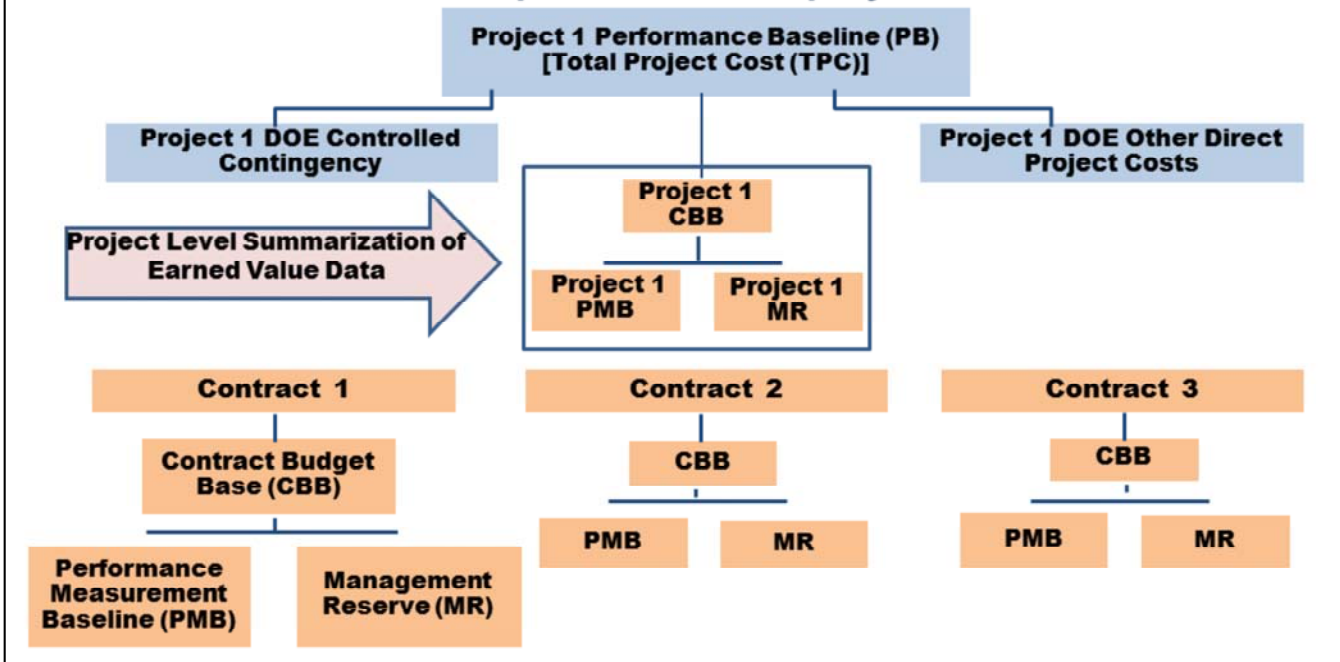 Project 1 Performance Baseline (PB)
[Total Project Cost (TPC)]
Project 1 DOE Controlled
Contingency
Project 1 DOE Other Direct
Project Costs
Project 1
CBB
Project Level Summarization of
Earned Value Data
Project 1
PMB
Project 1
MR
Contract 1
Contract 2
Contract 3
Contract Budget
Base (CBB)
CBB
CBB
Performance
Measurement
Baseline (PMB)
Management
Reserve (MR)
PMB
MR
PMB
MR